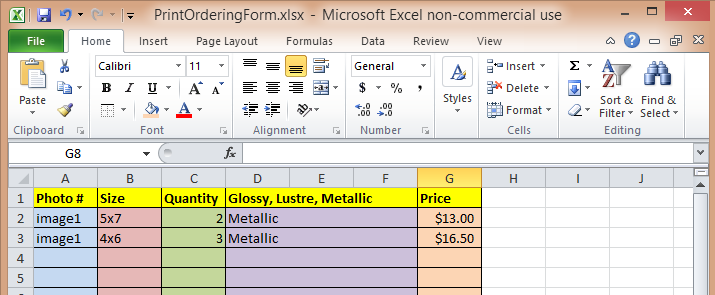 PrintOrderingForm.xlsx - Microsoft Excel non-commercial use
File Home Insert Page Layout Formulas Data Review View
Calibri 11 General Insert Σ
Paste B I U A A A $ % , Styles Delete Sort & Find &
A .00 .0 .00 Format Filter Select
Clipboard Font Alignment Number Cells Editing
G8 fx
A B C D E F G H I J
1 Photo # Size Quantity Glossy, Lustre, Metallic Price
2 image1 5x7 2 Metallic $13.00
3 image1 4x6 3 Metallic $16.50
4
5